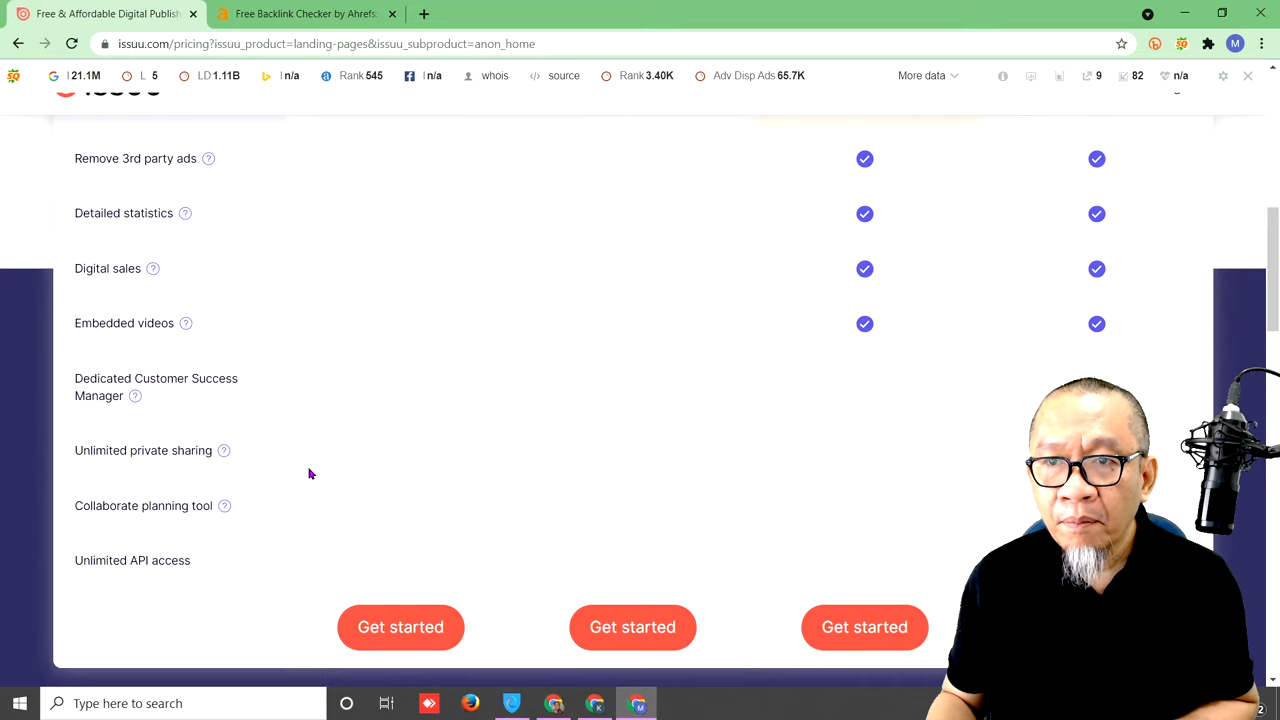 Free & Affordable Digital Publish
Free Backlink Checker by Ahrefs:
issuu.com/pricing?issuu_product=landing-pages&issuu_subproduct=anon_home
M
I 21.1M
L 5
LD 1.11B
I n/a
Rank 545
I n/a
whois
source
Rank 3.40K
Adv Disp Ads 65.7K
More data
9
82
n/a
Remove 3rd party ads ?
Detailed statistics ?
Digital sales ?
Embedded videos ?
Dedicated Customer Success
Manager ?
Unlimited private sharing ?
Collaborate planning tool ?
Unlimited API access
Get started
Get started
Get started
Type here to search